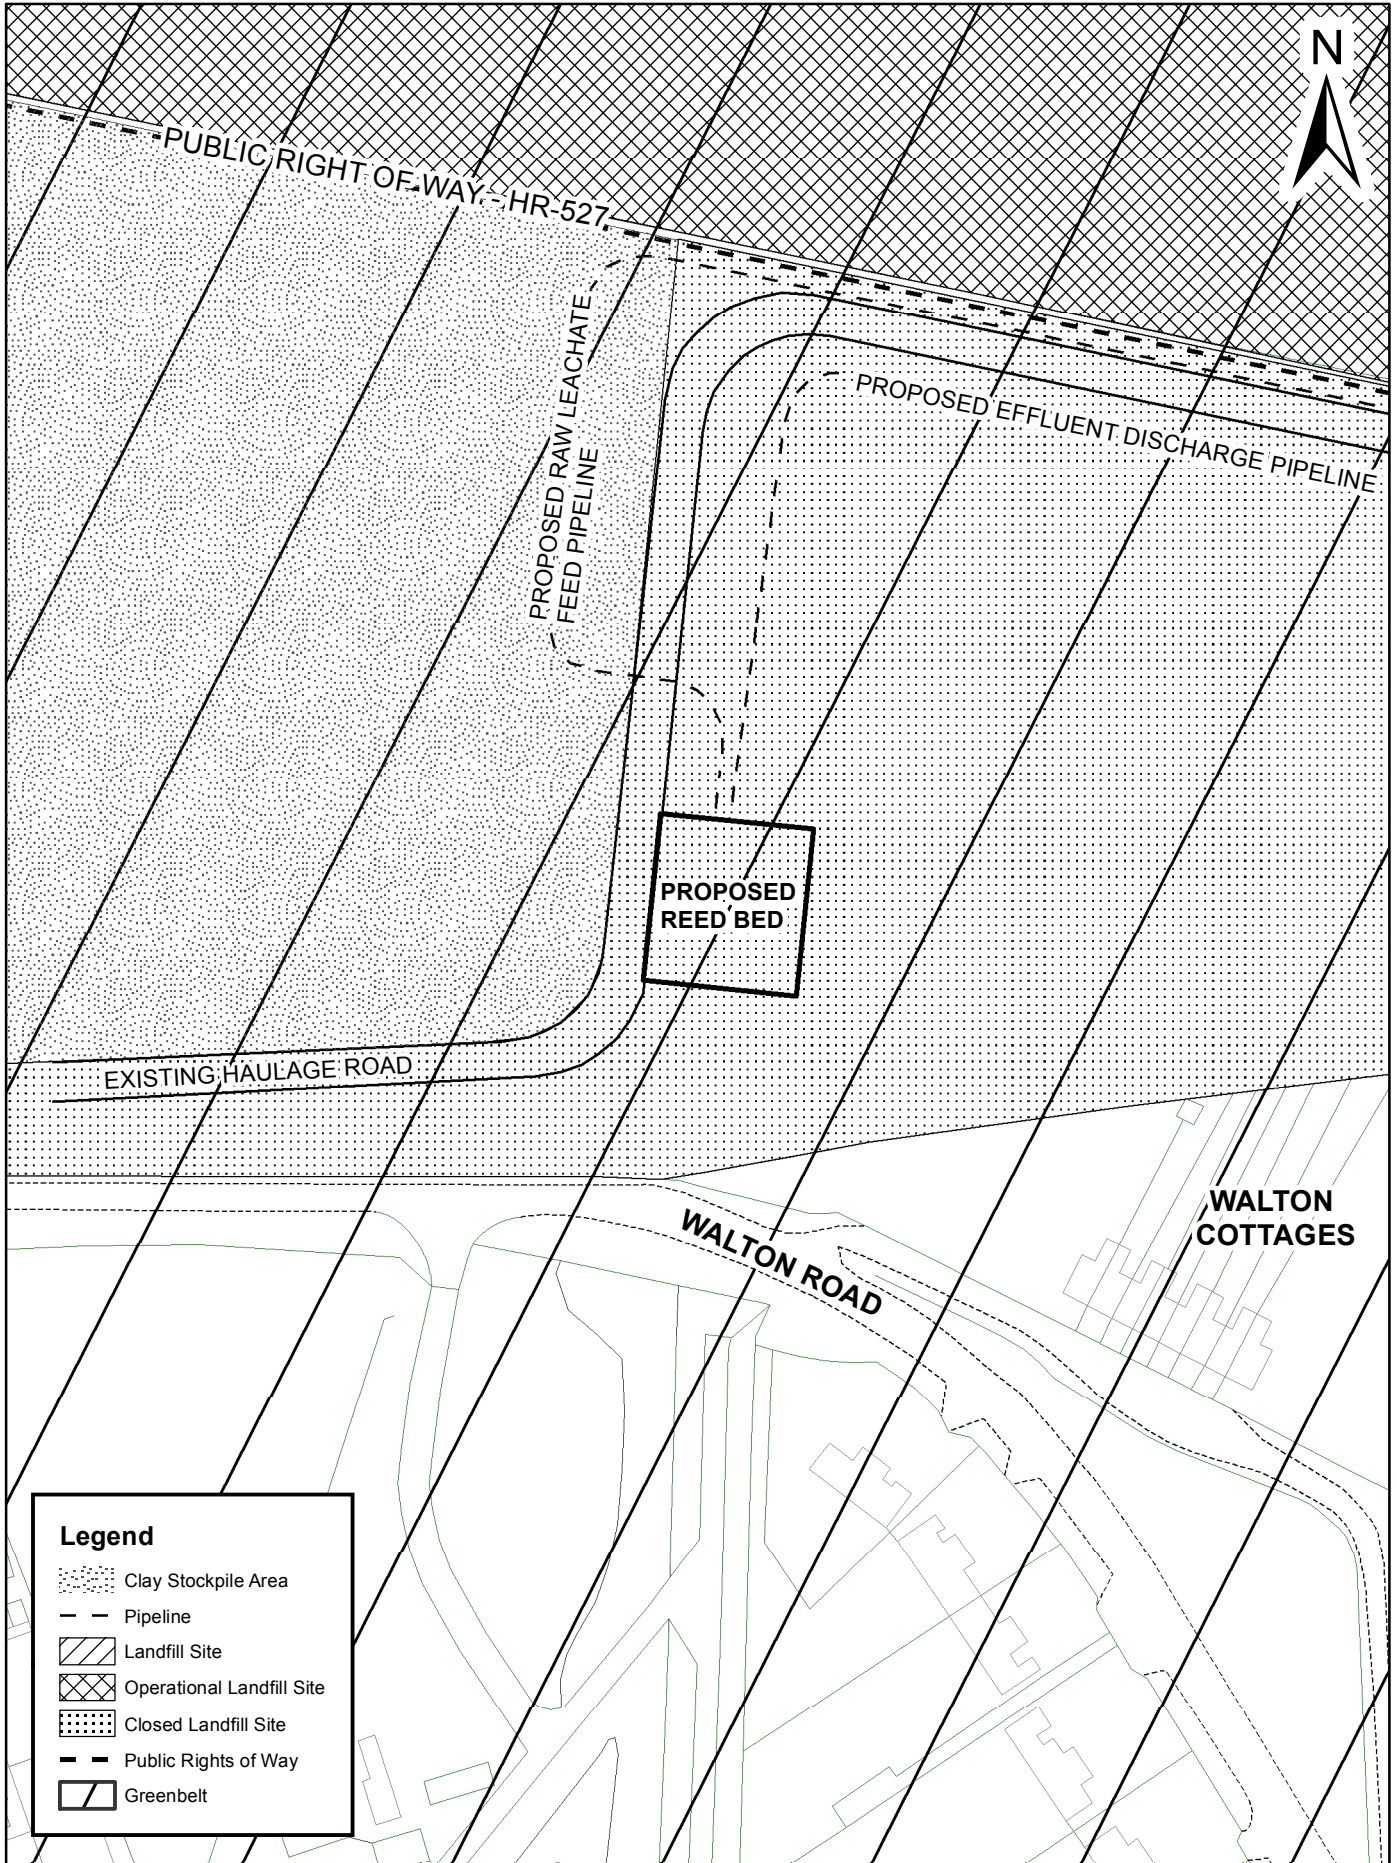 N
PUBLIC RIGHT OF WAY - HR-527
PROPOSED RAW LEACHATE
FEED PIPELINE
PROPOSED EFFLUENT DISCHARGE PIPELINE
PROPOSED
REED BED
EXISTING HAULAGE ROAD
WALTON
COTTAGES
WALTON ROAD
Legend
Clay Stockpile Area
Pipeline
Landfill Site
Operational Landfill Site
Closed Landfill Site
Public Rights of Way
Greenbelt